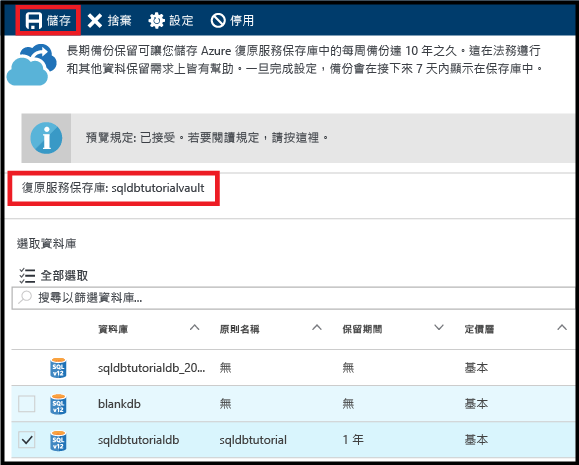 儲存 捨棄 設定 停用
長期備份保留可讓您儲存 Azure 復原服務保存庫中的每周備份達 10 年之久。這在法務遵行
和其他資料保留需求上皆有幫助。一旦完成設定，備份會在接下來 7 天內顯示在保存庫中。
預覽規定: 已接受。若要閱讀規定，請按這裡。
復原服務保存庫: sqldbtutorialvault
選取資料庫
全部選取
搜尋以篩選資料庫...
資料庫 原則名稱 保留期間 定價層
SQL v12 sqldbtutorialdb_20... 無 無 基本
SQL v12 blankdb 無 無 基本
SQL v12 sqldbtutorialdb sqldbtutorial 1 年 基本